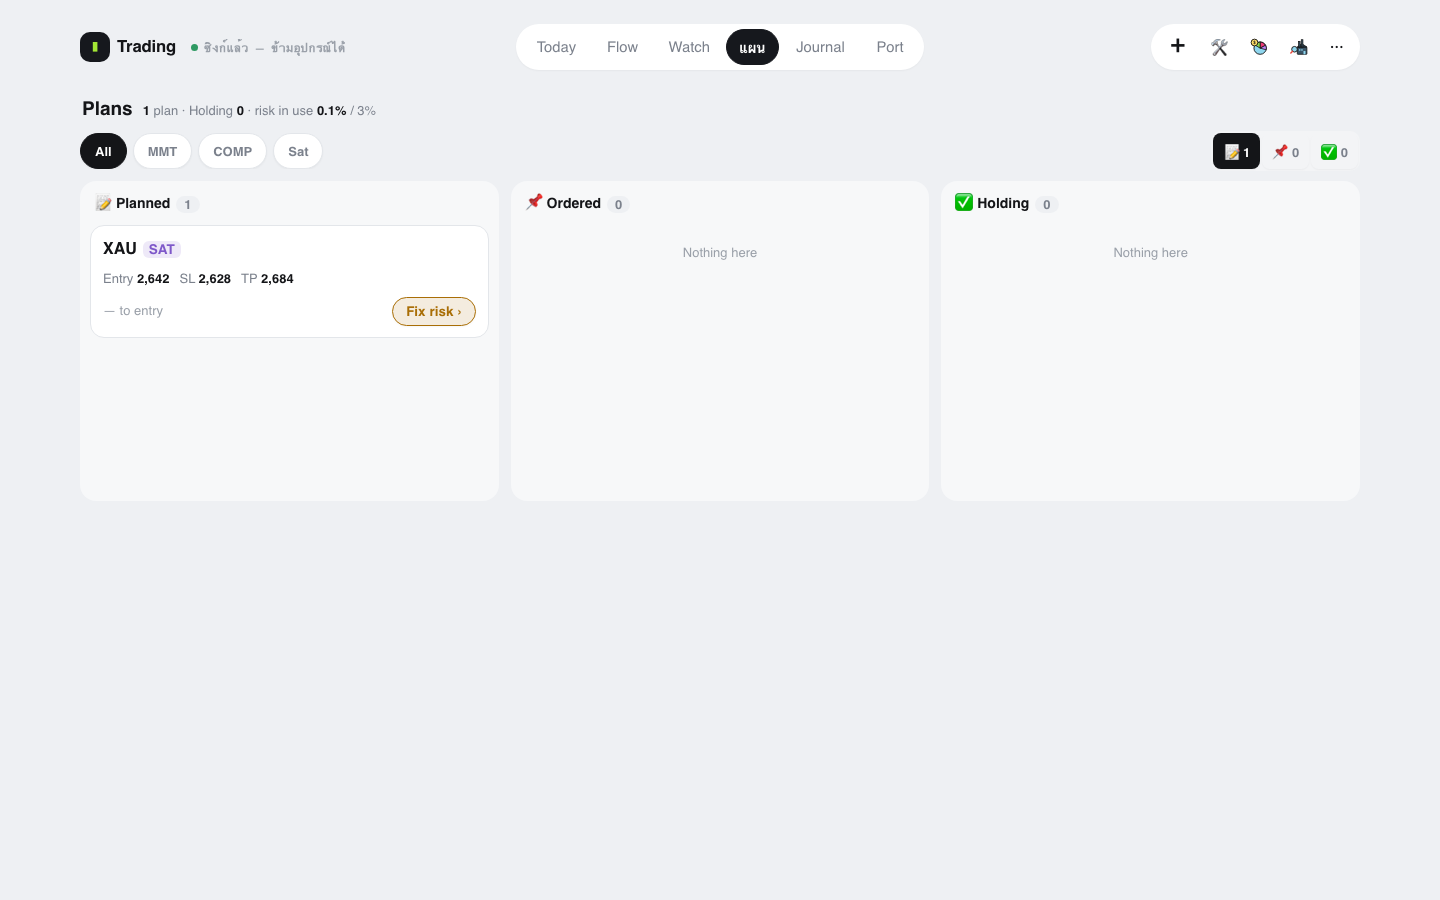 Trading ซิงก์แล้ว — ข้ามอุปกรณ์ได้
Today Flow Watch แผน Journal Port
+ ...
Plans 1 plan · Holding 0 · risk in use 0.1% / 3%
All MMT COMP Sat
1 0 0
Planned 1
XAU SAT
Entry 2,642 SL 2,628 TP 2,684
— to entry Fix risk ›
Ordered 0
Nothing here
Holding 0
Nothing here